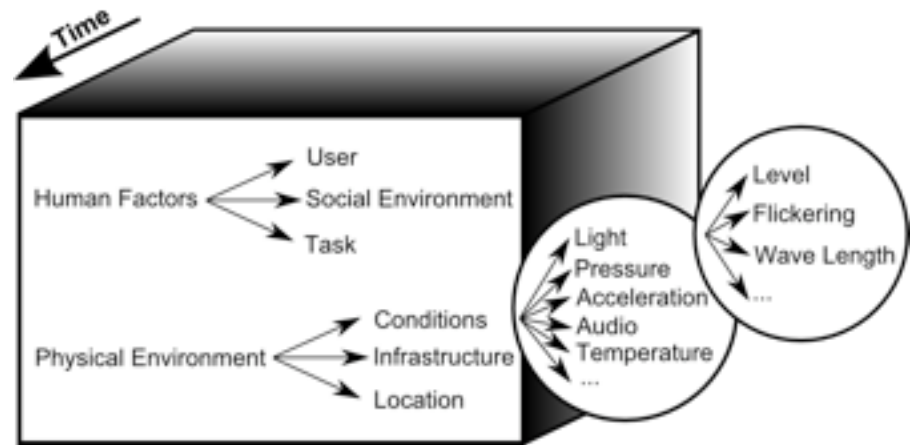 Time
Human Factors
User
Social Environment
Task
Physical Environment
Conditions
Infrastructure
Location
Light
Pressure
Acceleration
Audio
Temperature
...
Level
Flickering
Wave Length
...